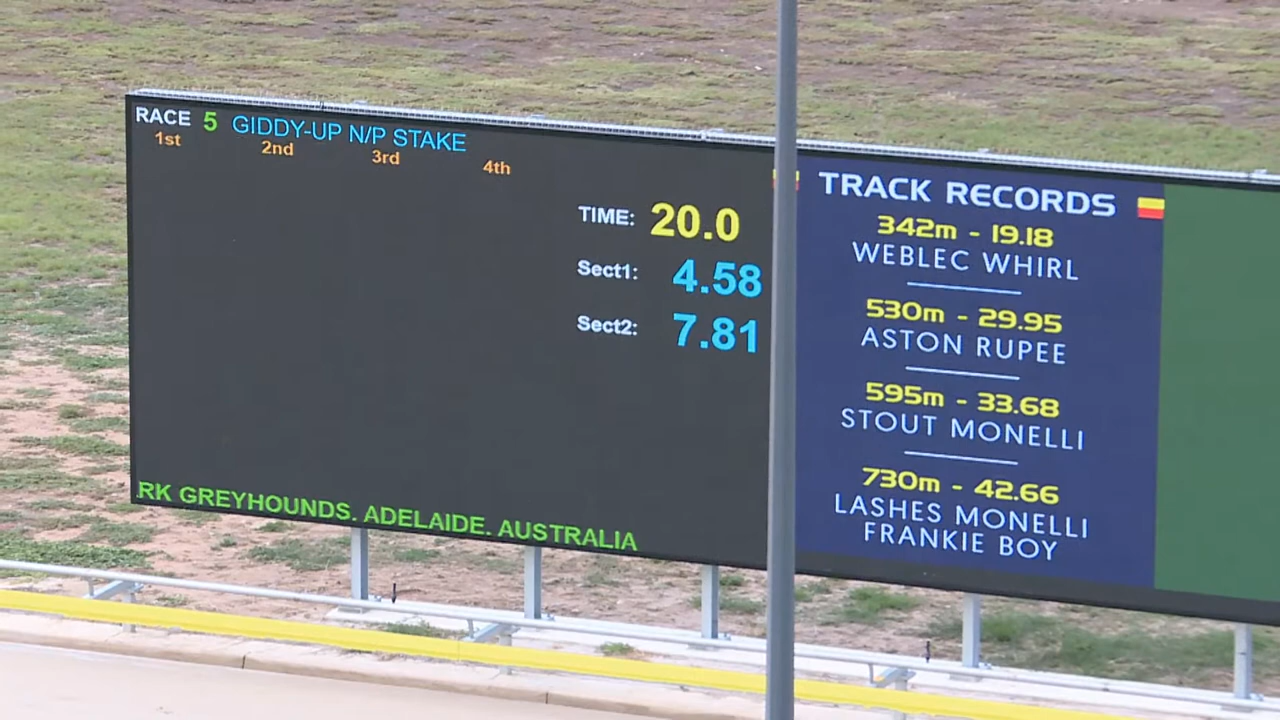 RACE 5 GIDDY-UP N/P STAKE
1st 2nd 3rd 4th
TIME: 20.0
Sect1: 4.58
Sect2: 7.81
RK GREYHOUNDS. ADELAIDE. AUSTRALIA
TRACK RECORDS
342m - 19.18
WEBLEC WHIRL
530m - 29.95
ASTON RUPEE
595m - 33.68
STOUT MONELLI
730m - 42.66
LASHES MONELLI
FRANKIE BOY